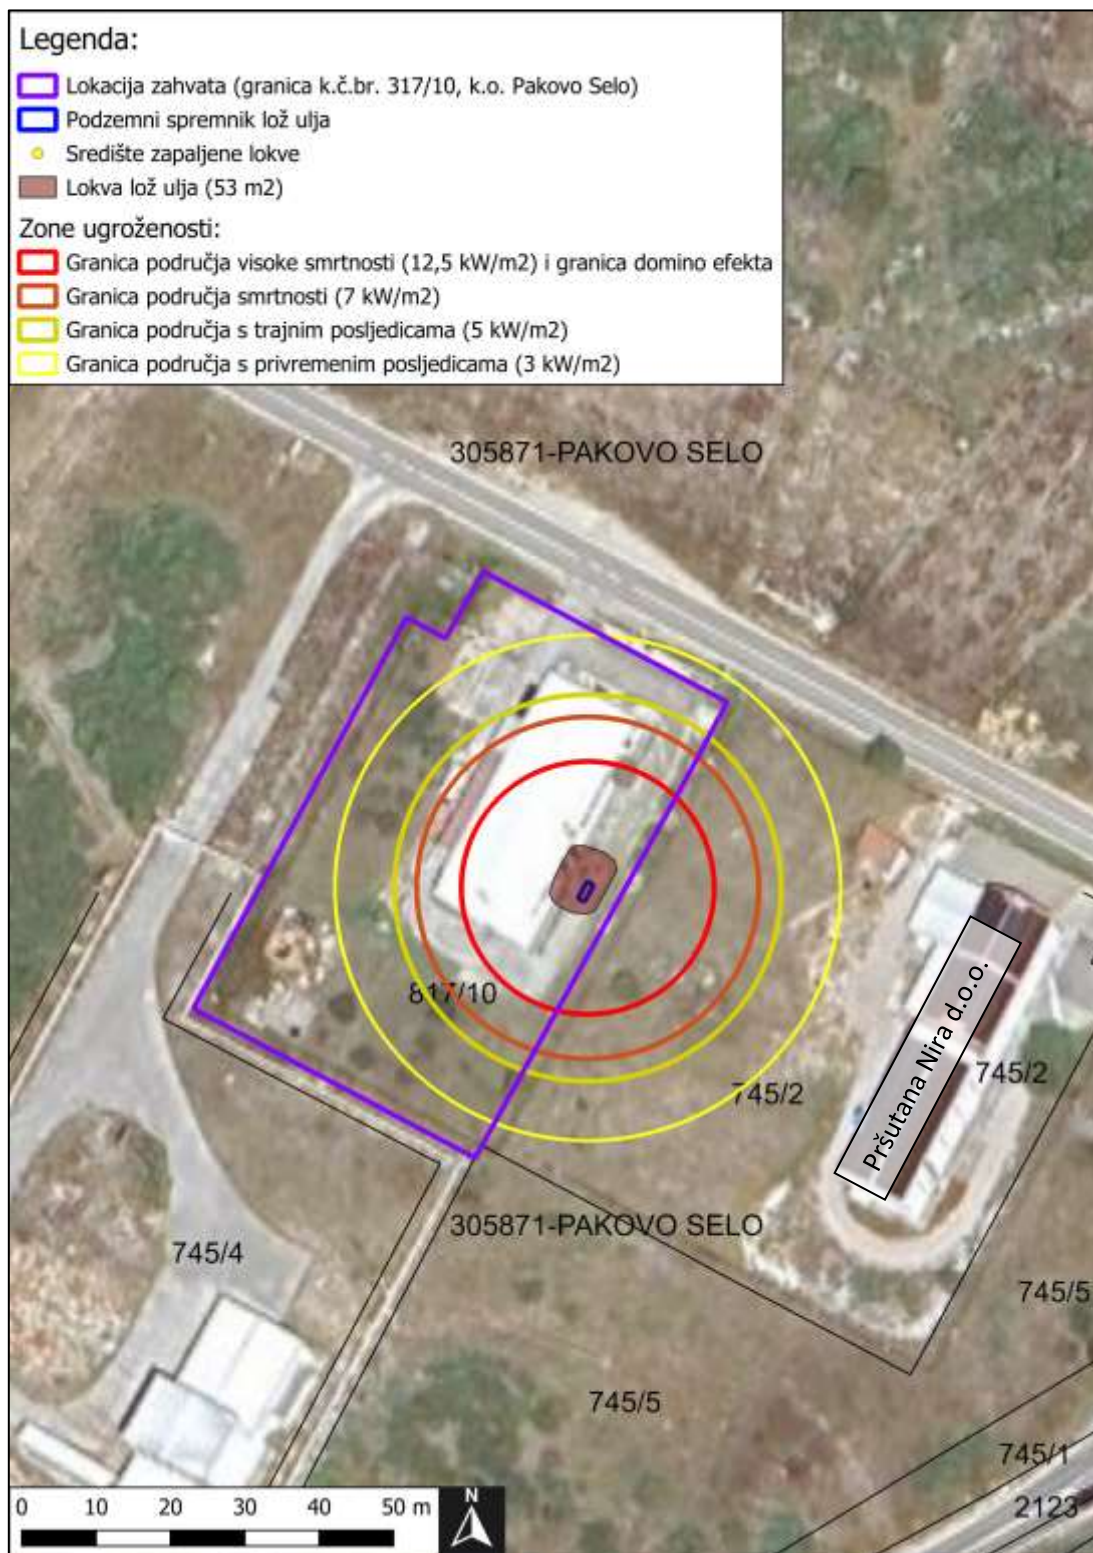 Legenda:
Lokacija zahvata (granica k.č.br. 317/10, k.o. Pakovo Selo)
Podzemni spremnik lož ulja
Središte zapaljene lokve
Lokva lož ulja (53 m2)
Zone ugroženosti:
Granica područja visoke smrtnosti (12,5 kW/m2) i granica domino efekta
Granica područja smrtnosti (7 kW/m2)
Granica područja s trajnim posljedicama (5 kW/m2)
Granica područja s privremenim posljedicama (3 kW/m2)
305871-PAKOVO SELO
817/10
Pršutana Nira d.o.o.
745/2
745/2
305871-PAKOVO SELO
745/4
745/5
745/5
745/1
2123
0 10 20 30 40 50 m
N